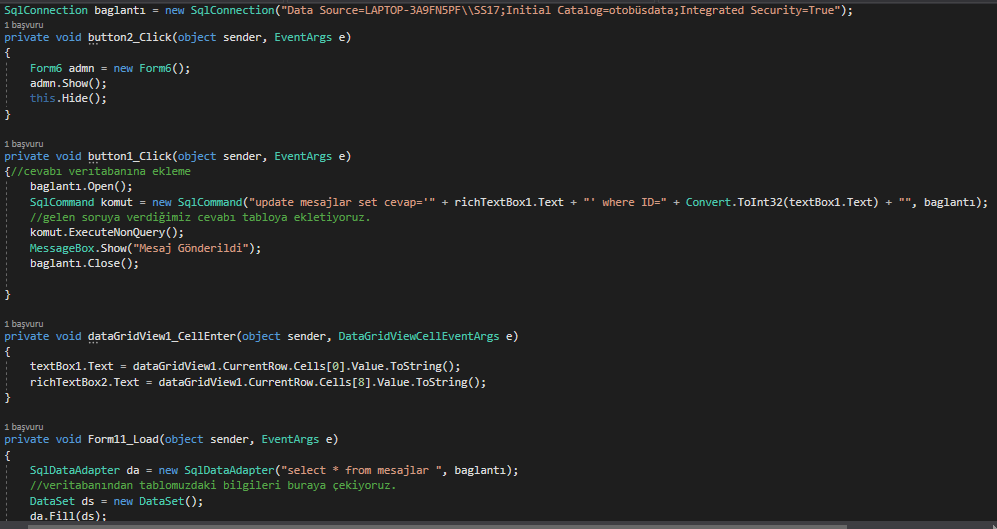 SqlConnection baglantı = new SqlConnection("Data Source=LAPTOP-3A9FN5PF\\SS17;Initial Catalog=otobüsdata;Integrated Security=True");
1 başvuru
private void button2_Click(object sender, EventArgs e)
{
Form6 admn = new Form6();
admn.Show();
this.Hide();
}
1 başvuru
private void button1_Click(object sender, EventArgs e)
{//cevabı verıtabanına ekleme
baglantı.Open();
SqlCommand komut = new SqlCommand("update mesajlar set cevap='" + richTextBox1.Text + "' where ID=" + Convert.ToInt32(textBox1.Text) + "", baglantı);
//gelen soruya verdiğimiz cevabı tabloya ekletiyoruz.
komut.ExecuteNonQuery();
MessageBox.Show("Mesaj Gönderildi");
baglantı.Close();
}
1 başvuru
private void dataGridView1_CellEnter(object sender, DataGridViewCellEventArgs e)
{
textBox1.Text = dataGridView1.CurrentRow.Cells[0].Value.ToString();
richTextBox2.Text = dataGridView1.CurrentRow.Cells[8].Value.ToString();
}
1 başvuru
private void Form11_Load(object sender, EventArgs e)
{
SqlDataAdapter da = new SqlDataAdapter("select * from mesajlar ", baglantı);
//veritabanından tablomuzdaki bilgileri buraya çekiyoruz.
DataSet ds = new DataSet();
da.Fill(ds);